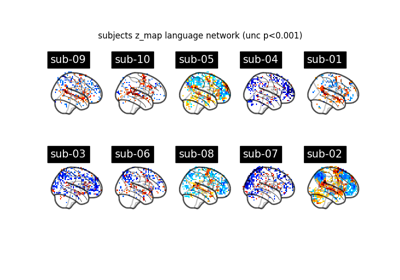 subjects z_map language network (unc p<0.001)
sub-09 sub-10 sub-05 sub-04 sub-01
sub-03 sub-06 sub-08 sub-07 sub-02